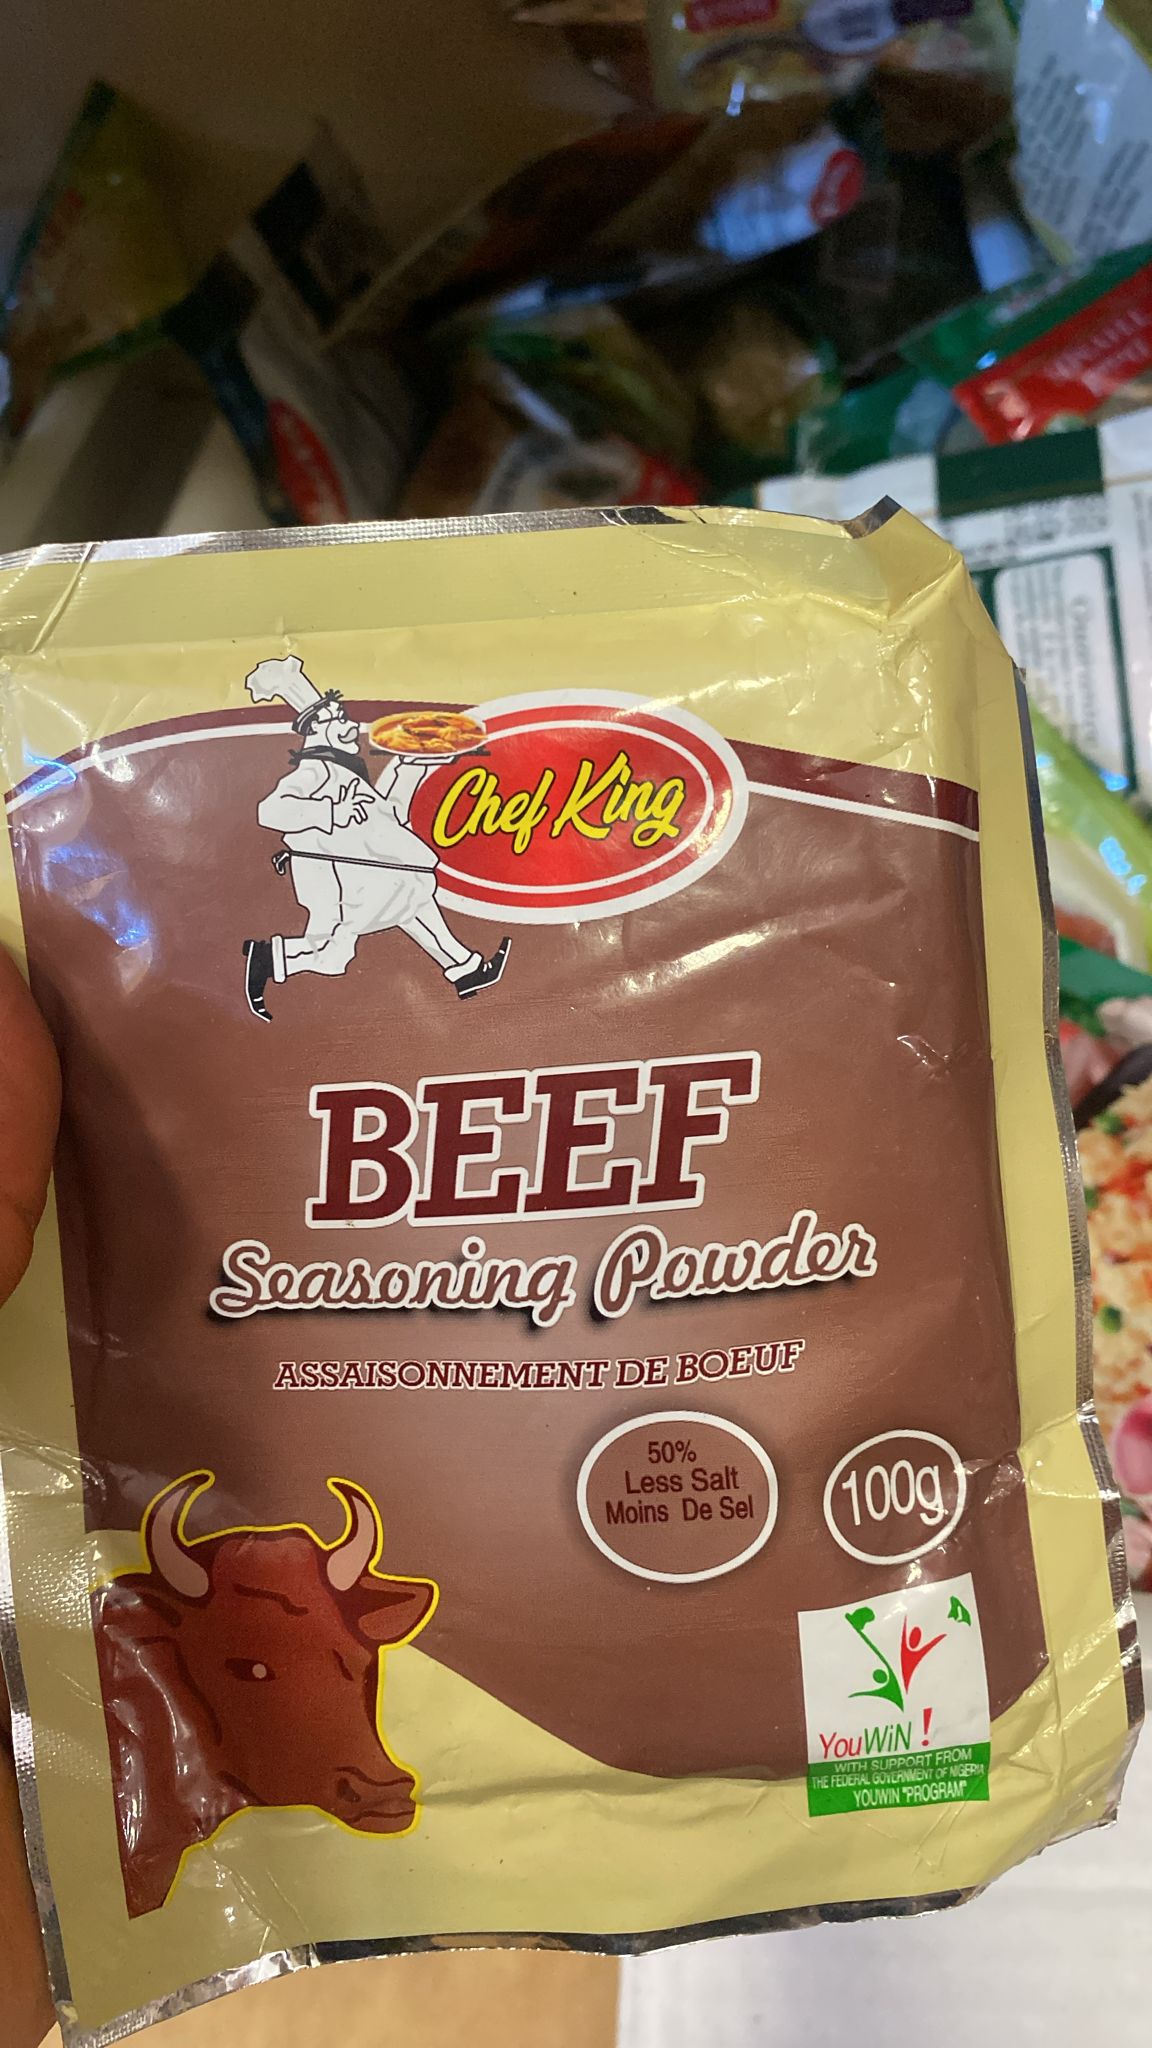 Chef King
BEEF
Seasoning Powder
ASSAISONNEMENT DE BOEUF
50%
Less Salt
Moins De Sel
100g
YouWiN!
WITH SUPPORT FROM
THE FEDERAL GOVERNMENT OF NIGERIA
YOUWIN "PROGRAM"